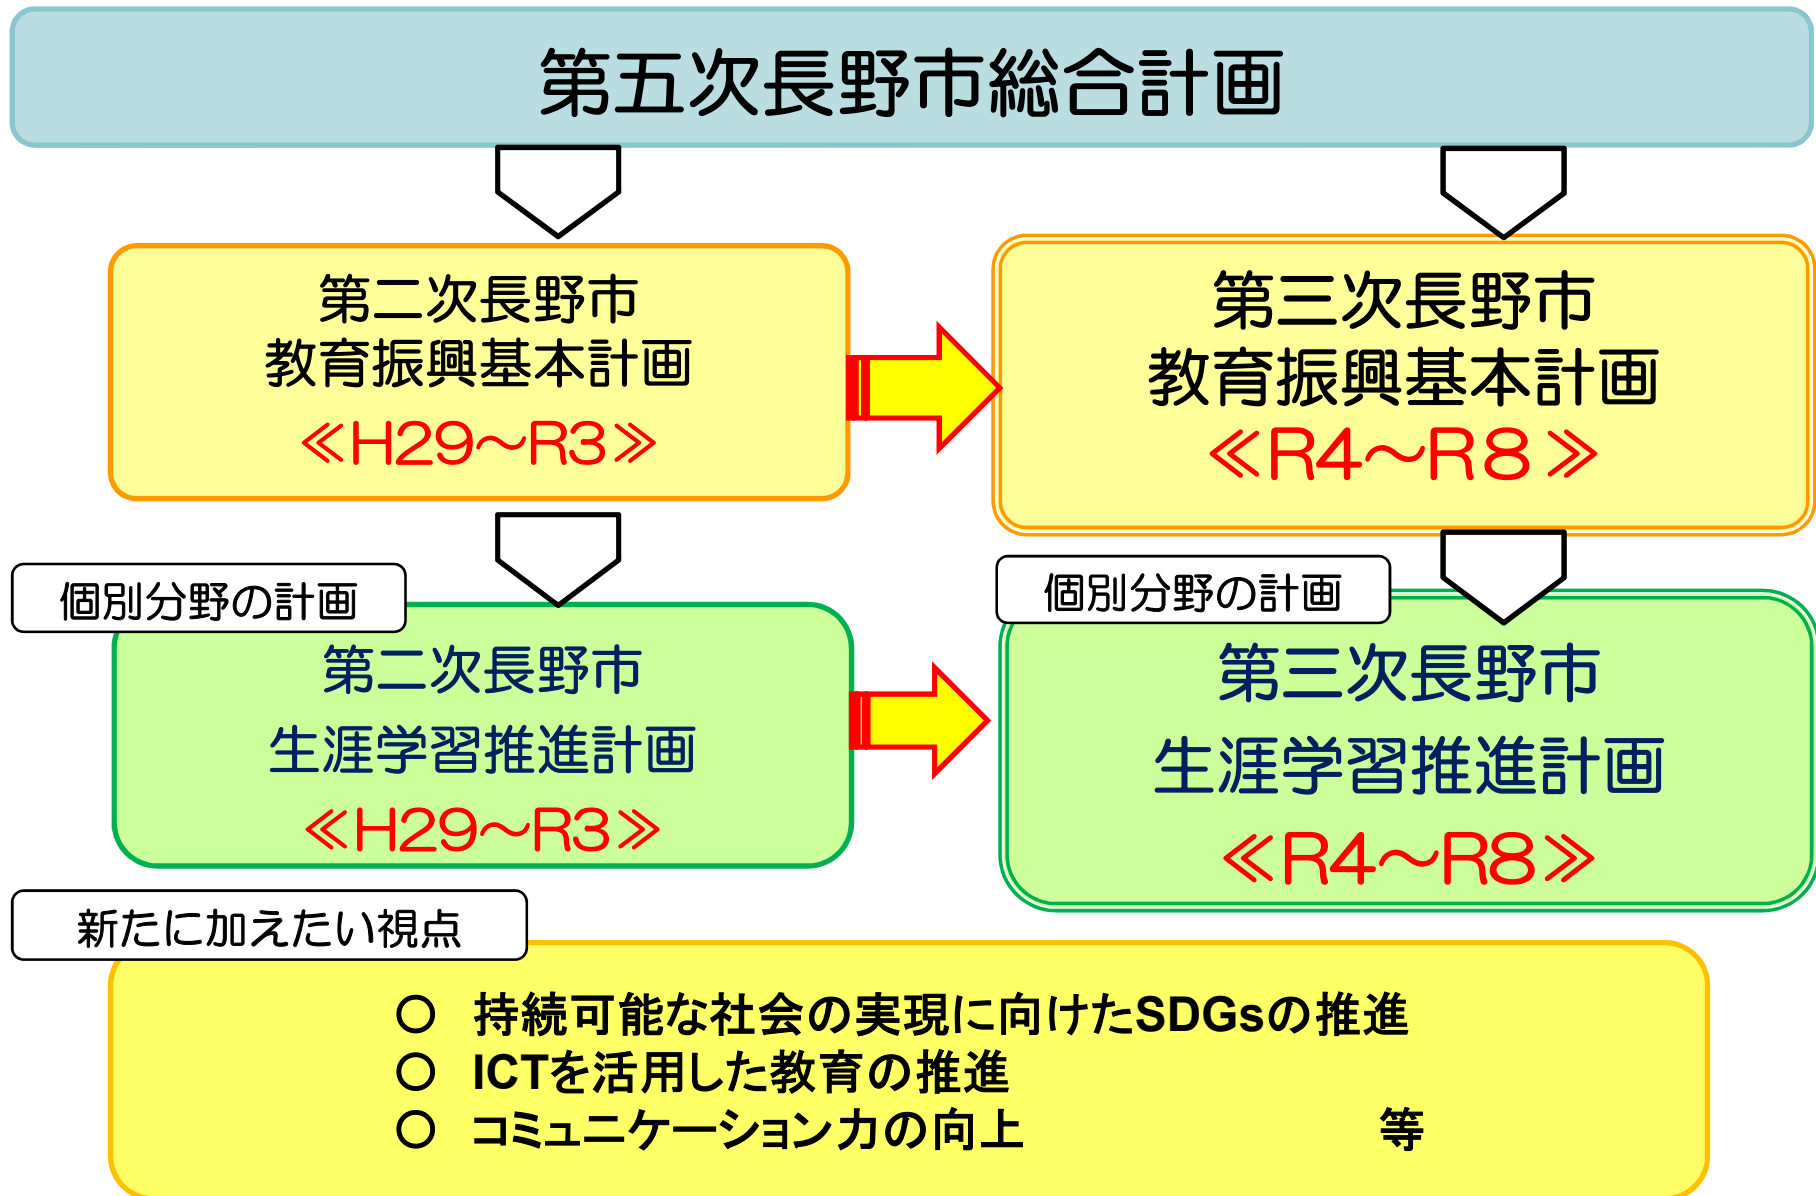 第五次長野市総合計画
第二次長野市
教育振興基本計画
≪H29～R3≫
第三次長野市
教育振興基本計画
≪R4～R８≫
個別分野の計画
第二次長野市
生涯学習推進計画
≪H29～R3≫
個別分野の計画
第三次長野市
生涯学習推進計画
≪R4～R8≫
新たに加えたい視点
○ 持続可能な社会の実現に向けたSDGsの推進
○ ICTを活用した教育の推進
○ コミュニケーション力の向上　　　　　　　等